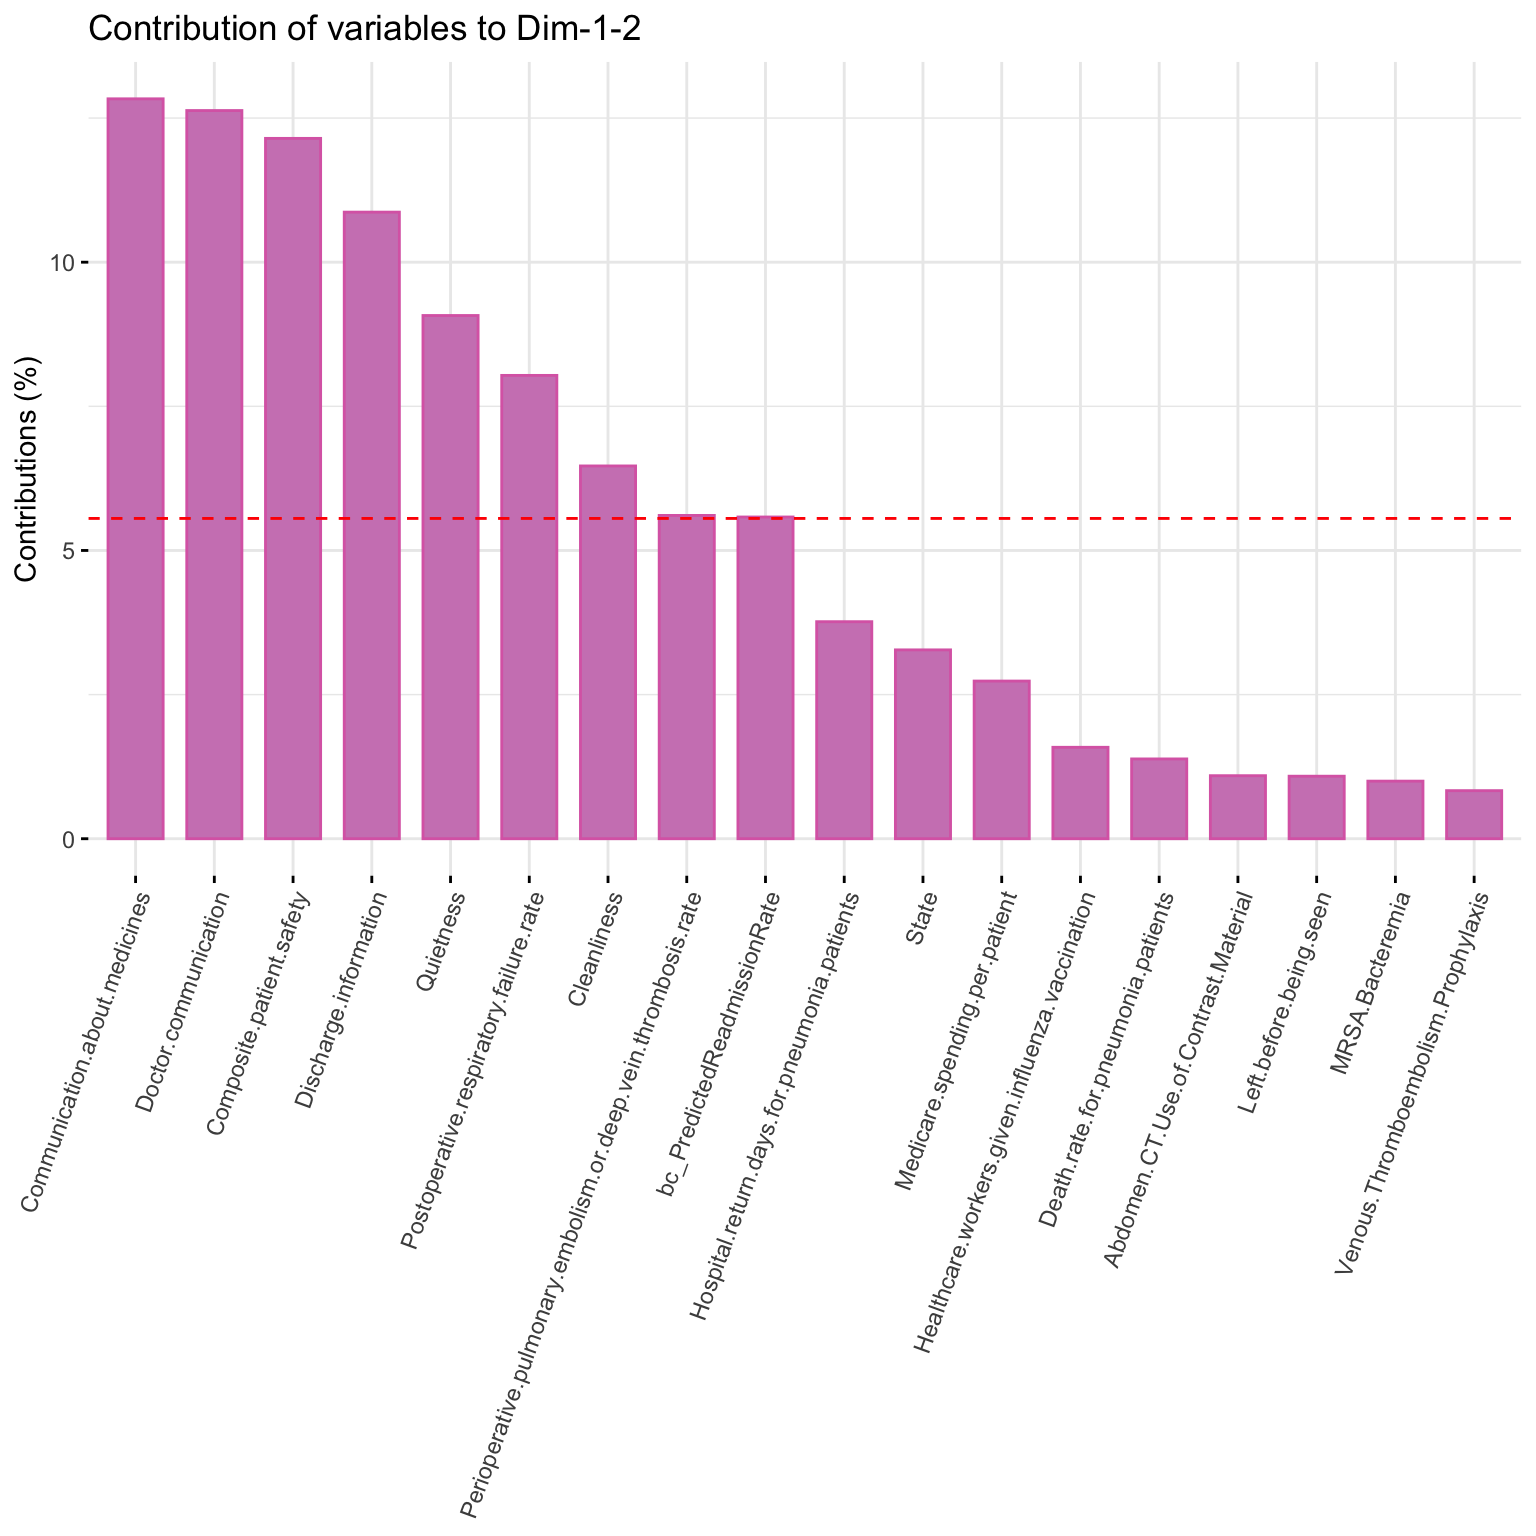 Contribution of variables to Dim-1-2
Contributions (%)
10
5
0
Communication.about.medicines
Doctor.communication
Composite.patient.safety
Discharge.information
Quietness
Postoperative.respiratory.failure.rate
Cleanliness
Perioperative.pulmonary.embolism.or.deep.vein.thrombosis.rate
bc_PredictedReadmissionRate
Hospital.return.days.for.pneumonia.patients
State
Medicare.spending.per.patient
Healthcare.workers.given.influenza.vaccination
Death.rate.for.pneumonia.patients
Abdomen.CT.Use.of.Contrast.Material
Left.before.being.seen
MRSA.Bacteremia
Venous.Thromboembolism.Prophylaxis